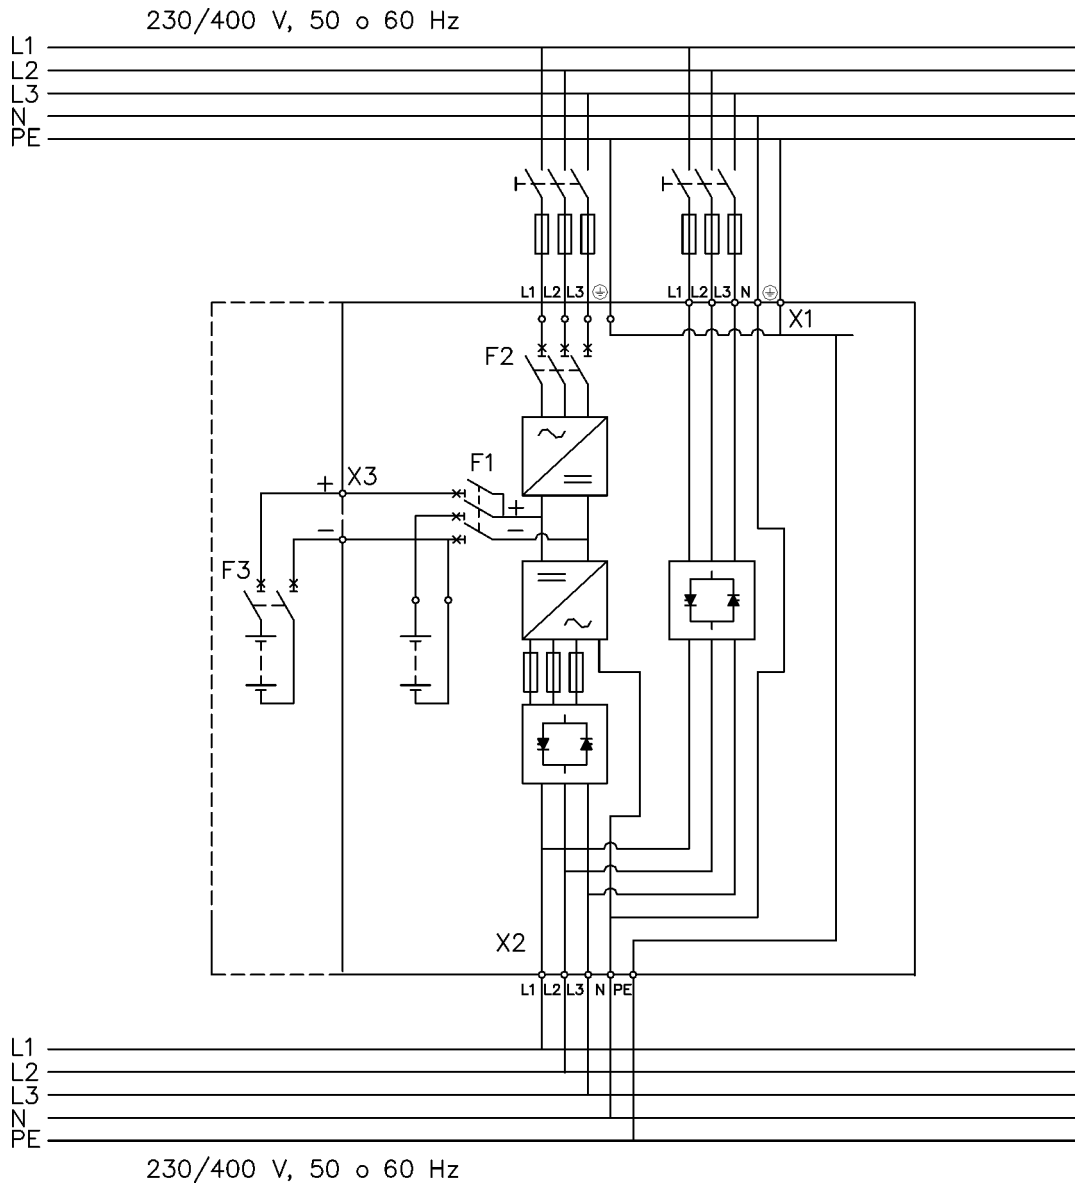 230/400 V, 50 o 60 Hz
L1
L2
L3
N
PE
L1 L2 L3
L1 L2 L3 N
X1
F2
F1
+ X3
+
−
−
F3
X2
L1 L2 L3 N PE
L1
L2
L3
N
PE
230/400 V, 50 o 60 Hz